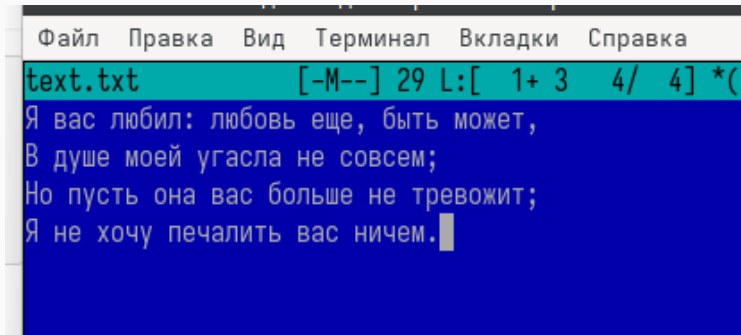 Файл Правка Вид Терминал Вкладки Справка
text.txt [-M--] 29 L:[ 1+ 3 4/ 4] *(
Я вас любил: любовь еще, быть может,
В душе моей угасла не совсем;
Но пусть она вас больше не тревожит;
Я не хочу печалить вас ничем.